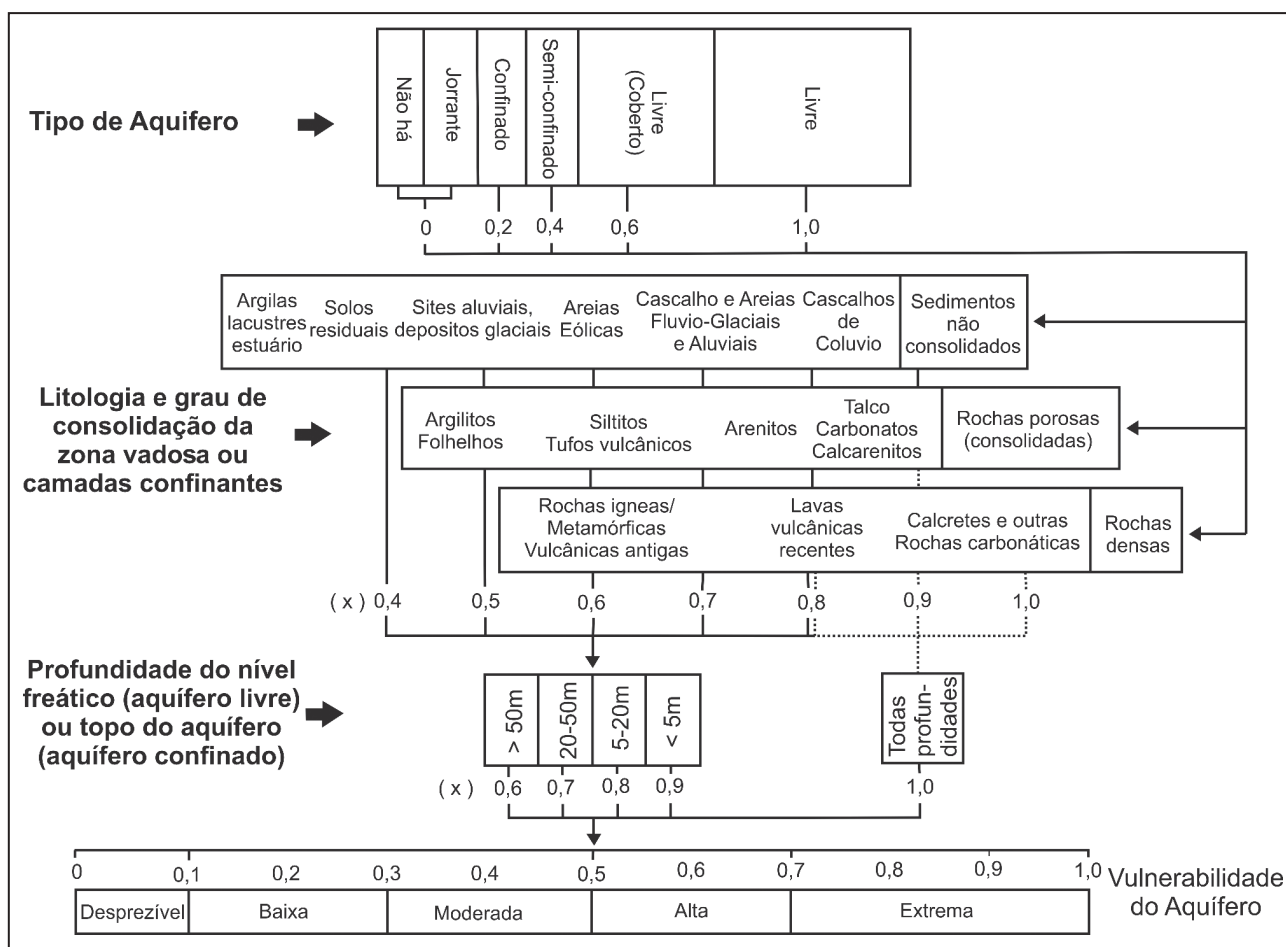 Tipo de Aquifero
Não há
Jorrante
Confinado
Semi-confinado
Livre
(Coberto)
Livre
0
0,2
0,4
0,6
1,0
Argilas
lacustres
estuário
Solos
residuais
Sites aluviais,
depositos glaciais
Areias
Eólicas
Cascalho e Areias
Fluvio-Glaciais
e Aluviais
Cascalhos
de
Coluvio
Sedimentos
não
consolidados
Litologia e grau de
consolidação da
zona vadosa ou
camadas confinantes
Argilitos
Folhelhos
Siltitos
Tufos vulcânicos
Arenitos
Talco
Carbonatos
Calcarenitos
Rochas porosas
(consolidadas)
Rochas igneas/
Metamórficas
Vulcânicas antigas
Lavas
vulcânicas
recentes
Calcretes e outras
Rochas carbonáticas
Rochas
densas
( x ) 0,4
0,5
0,6
0,7
0,8
0,9
1,0
Profundidade do nível
freático (aquífero livre)
ou topo do aquífero
(aquífero confinado)
> 50m
20-50m
5-20m
< 5m
Todas
profun-
didades
( x ) 0,6
0,7
0,8
0,9
1,0
0
0,1
0,2
0,3
0,4
0,5
0,6
0,7
0,8
0,9
1,0
Desprezível
Baixa
Moderada
Alta
Extrema
Vulnerabilidade
do Aquífero